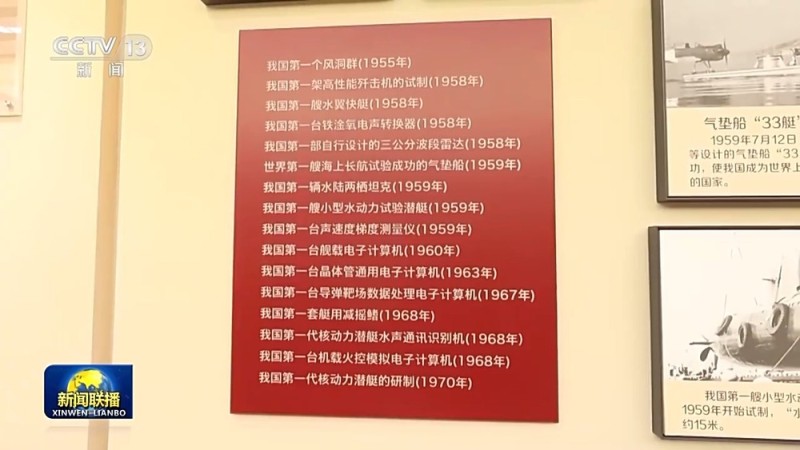 CCTV 13
新闻
我国第一个风洞群(1955年)
我国第一架高性能歼击机的试制(1958年)
我国第一艘水翼快艇(1958年)
我国第一台铁淦氧电声转换器(1958年)
我国第一部自行设计的三公分波段雷达(1958年)
世界第一艘海上长航试验成功的气垫船(1959年)
我国第一辆水陆两栖坦克(1959年)
我国第一艘小型水动力试验潜艇(1959年)
我国第一台声速度梯度测量仪(1959年)
我国第一台舰载电子计算机(1960年)
我国第一台晶体管通用电子计算机(1963年)
我国第一台导弹靶场数据处理电子计算机(1967年)
我国第一套艇用减摇鳍(1968年)
我国第一代核动力潜艇水声通讯识别机(1968年)
我国第一台机载火控模拟电子计算机(1968年)
我国第一代核动力潜艇的研制(1970年)
气垫船“33艇”
1959年7月12日
等设计的气垫船“33
功，使我国成为世界上
的国家。
我国第一艘小型水动
1959年开始试制，“水
约15米。
新闻联播
XINWEN-LIANBO